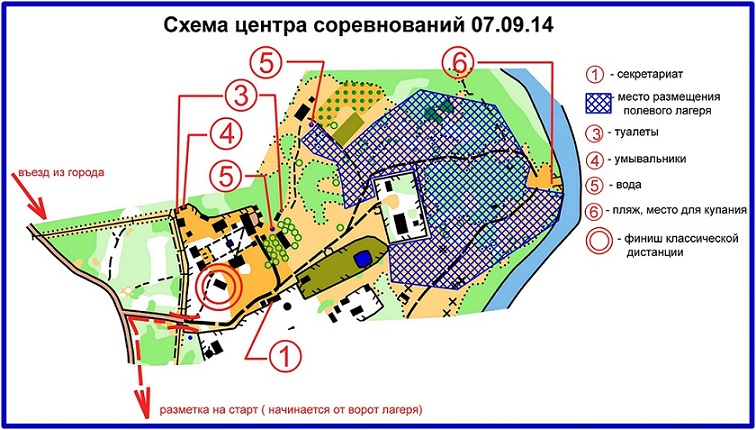 Схема центра соревнований 07.09.14
5
6
3
4
5
1
въезд из города
разметка на старт ( начинается от ворот лагеря)
1 - секретариат
- место размещения
полевого лагеря
3 - туалеты
4 - умывальники
5 - вода
6 - пляж, место для купания
- финиш классической
дистанции